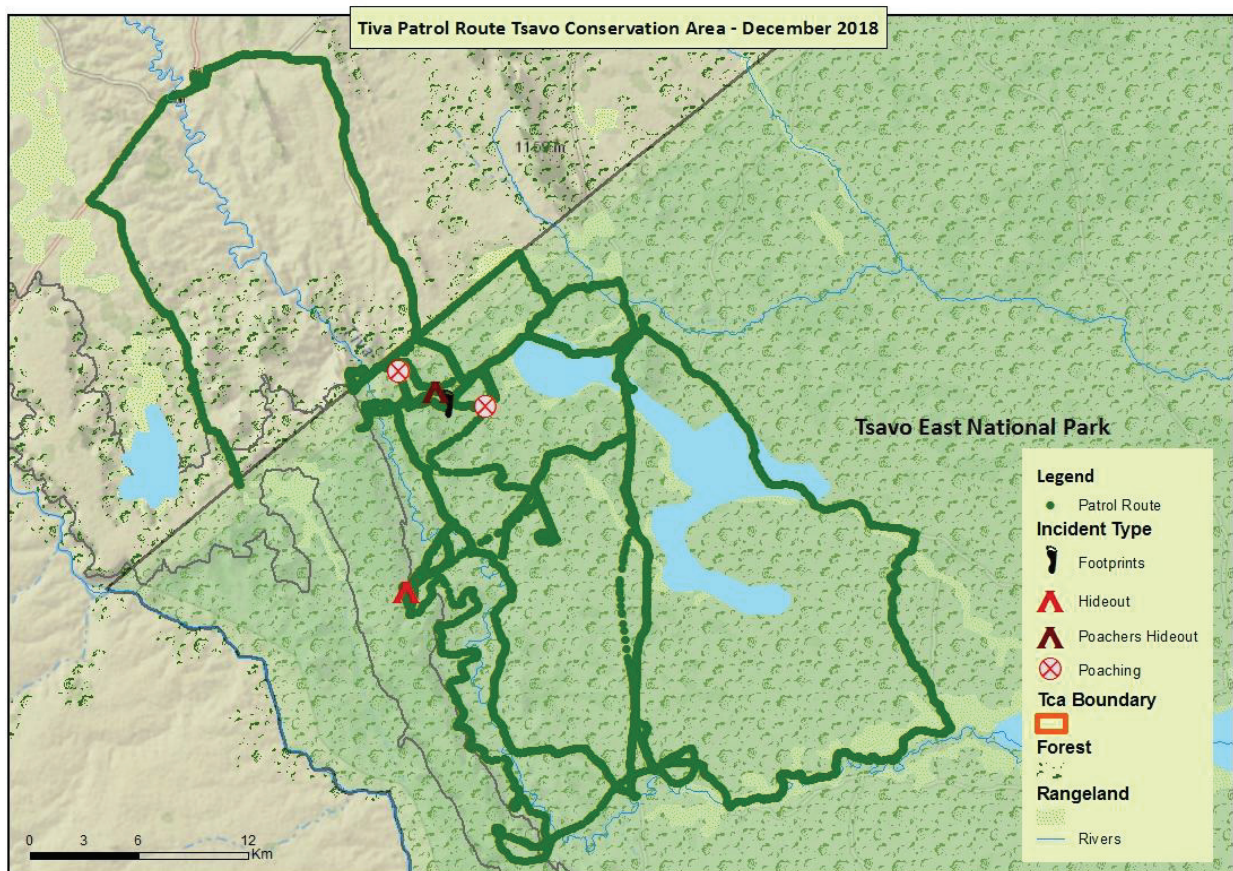 Tiva Patrol Route Tsavo Conservation Area - December 2018
1159 m
Tsavo East National Park
Legend
Patrol Route
Incident Type
Footprints
Hideout
Poachers Hideout
Poaching
Tca Boundary
Forest
Rangeland
Rivers
0 3 6 12
Km